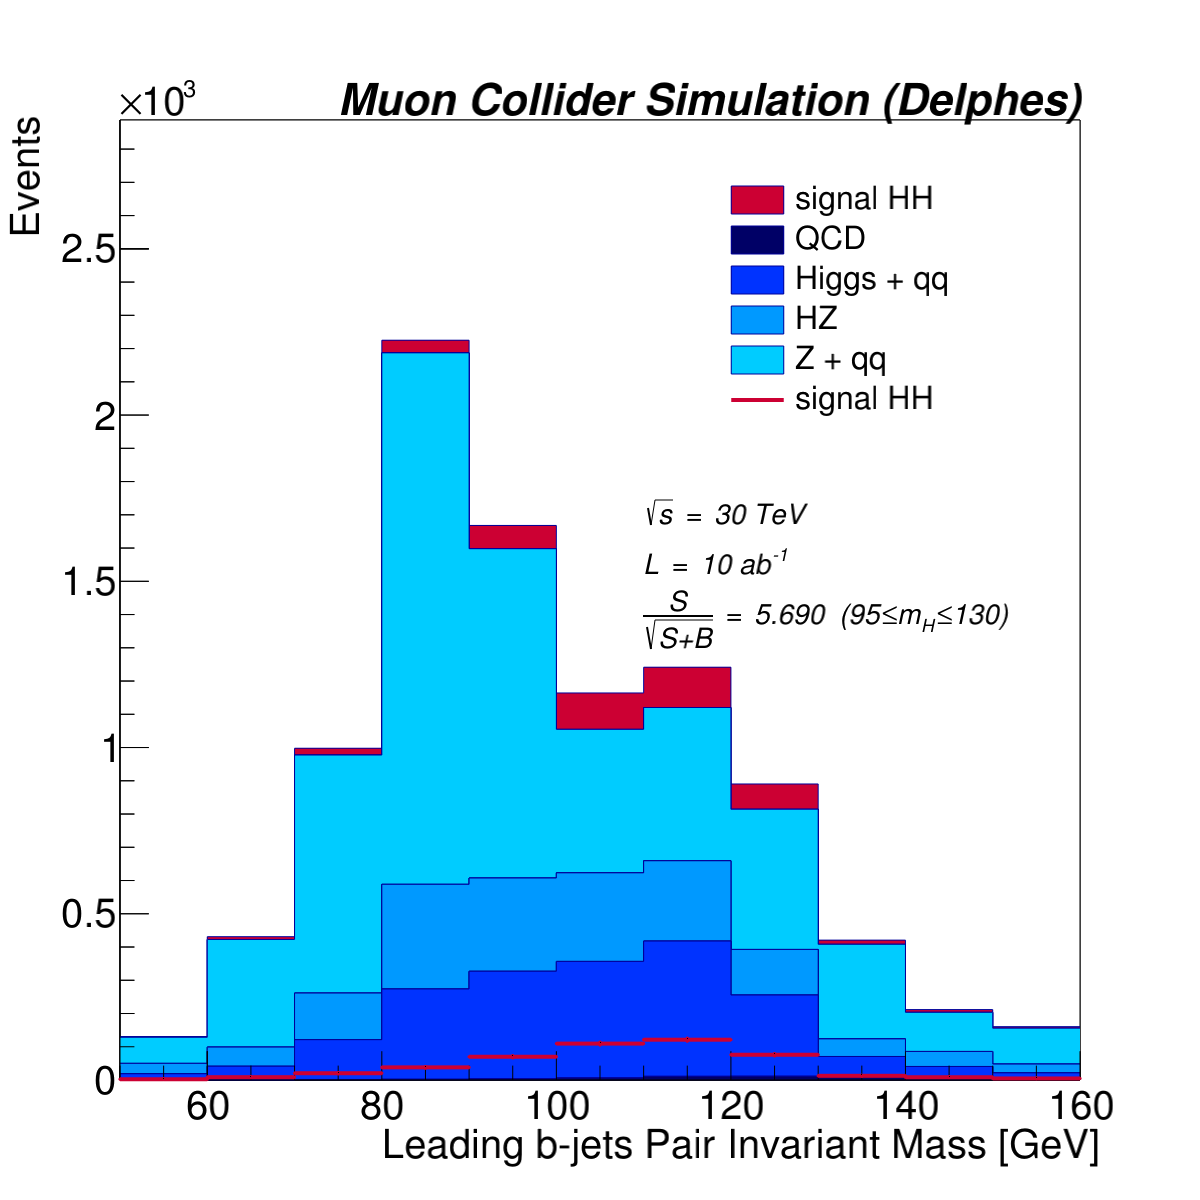 ×10³
Muon Collider Simulation (Delphes)
Events
signal HH
QCD
Higgs + qq
HZ
Z + qq
signal HH
√s = 30 TeV
L = 10 ab⁻¹
S/√S+B = 5.690 (95≤m_H≤130)
2.5
2
1.5
1
0.5
0
60 80 100 120 140 160
Leading b-jets Pair Invariant Mass [GeV]